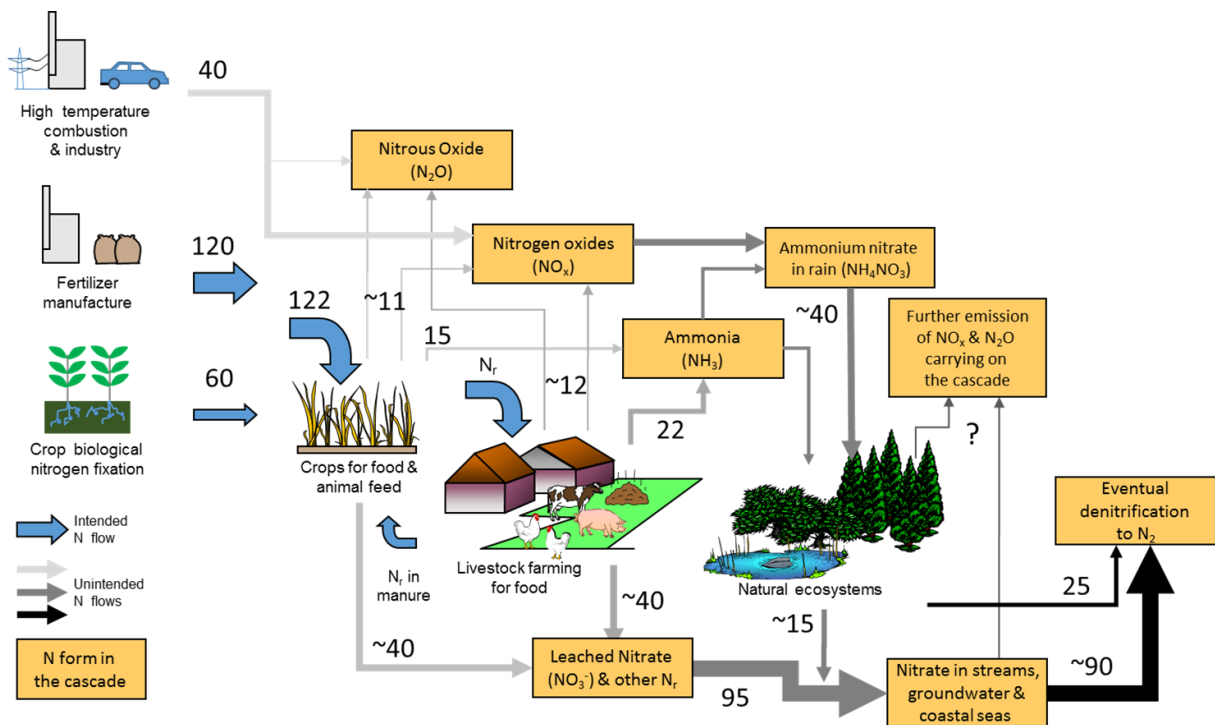 40
High temperature
combustion
& industry
Nitrous Oxide
(N₂O)
Nitrogen oxides
(NOₓ)
Ammonium nitrate
in rain (NH₄NO₃)
120
Fertilizer
manufacture
122
~11
15
Ammonia
(NH₃)
~40
Further emission
of NOₓ & N₂O
carrying on
the cascade
60
Crop biological
nitrogen fixation
Nᵣ
~12
22
?
Crops for food &
animal feed
Intended
N flow
Unintended
N flows
Nᵣ in
manure
Livestock farming
for food
Natural ecosystems
Eventual
denitrification
to N₂
25
~40
~15
~40
N form in
the cascade
Leached Nitrate
(NO₃⁻) & other Nᵣ
95
Nitrate in streams,
groundwater &
coastal seas
~90